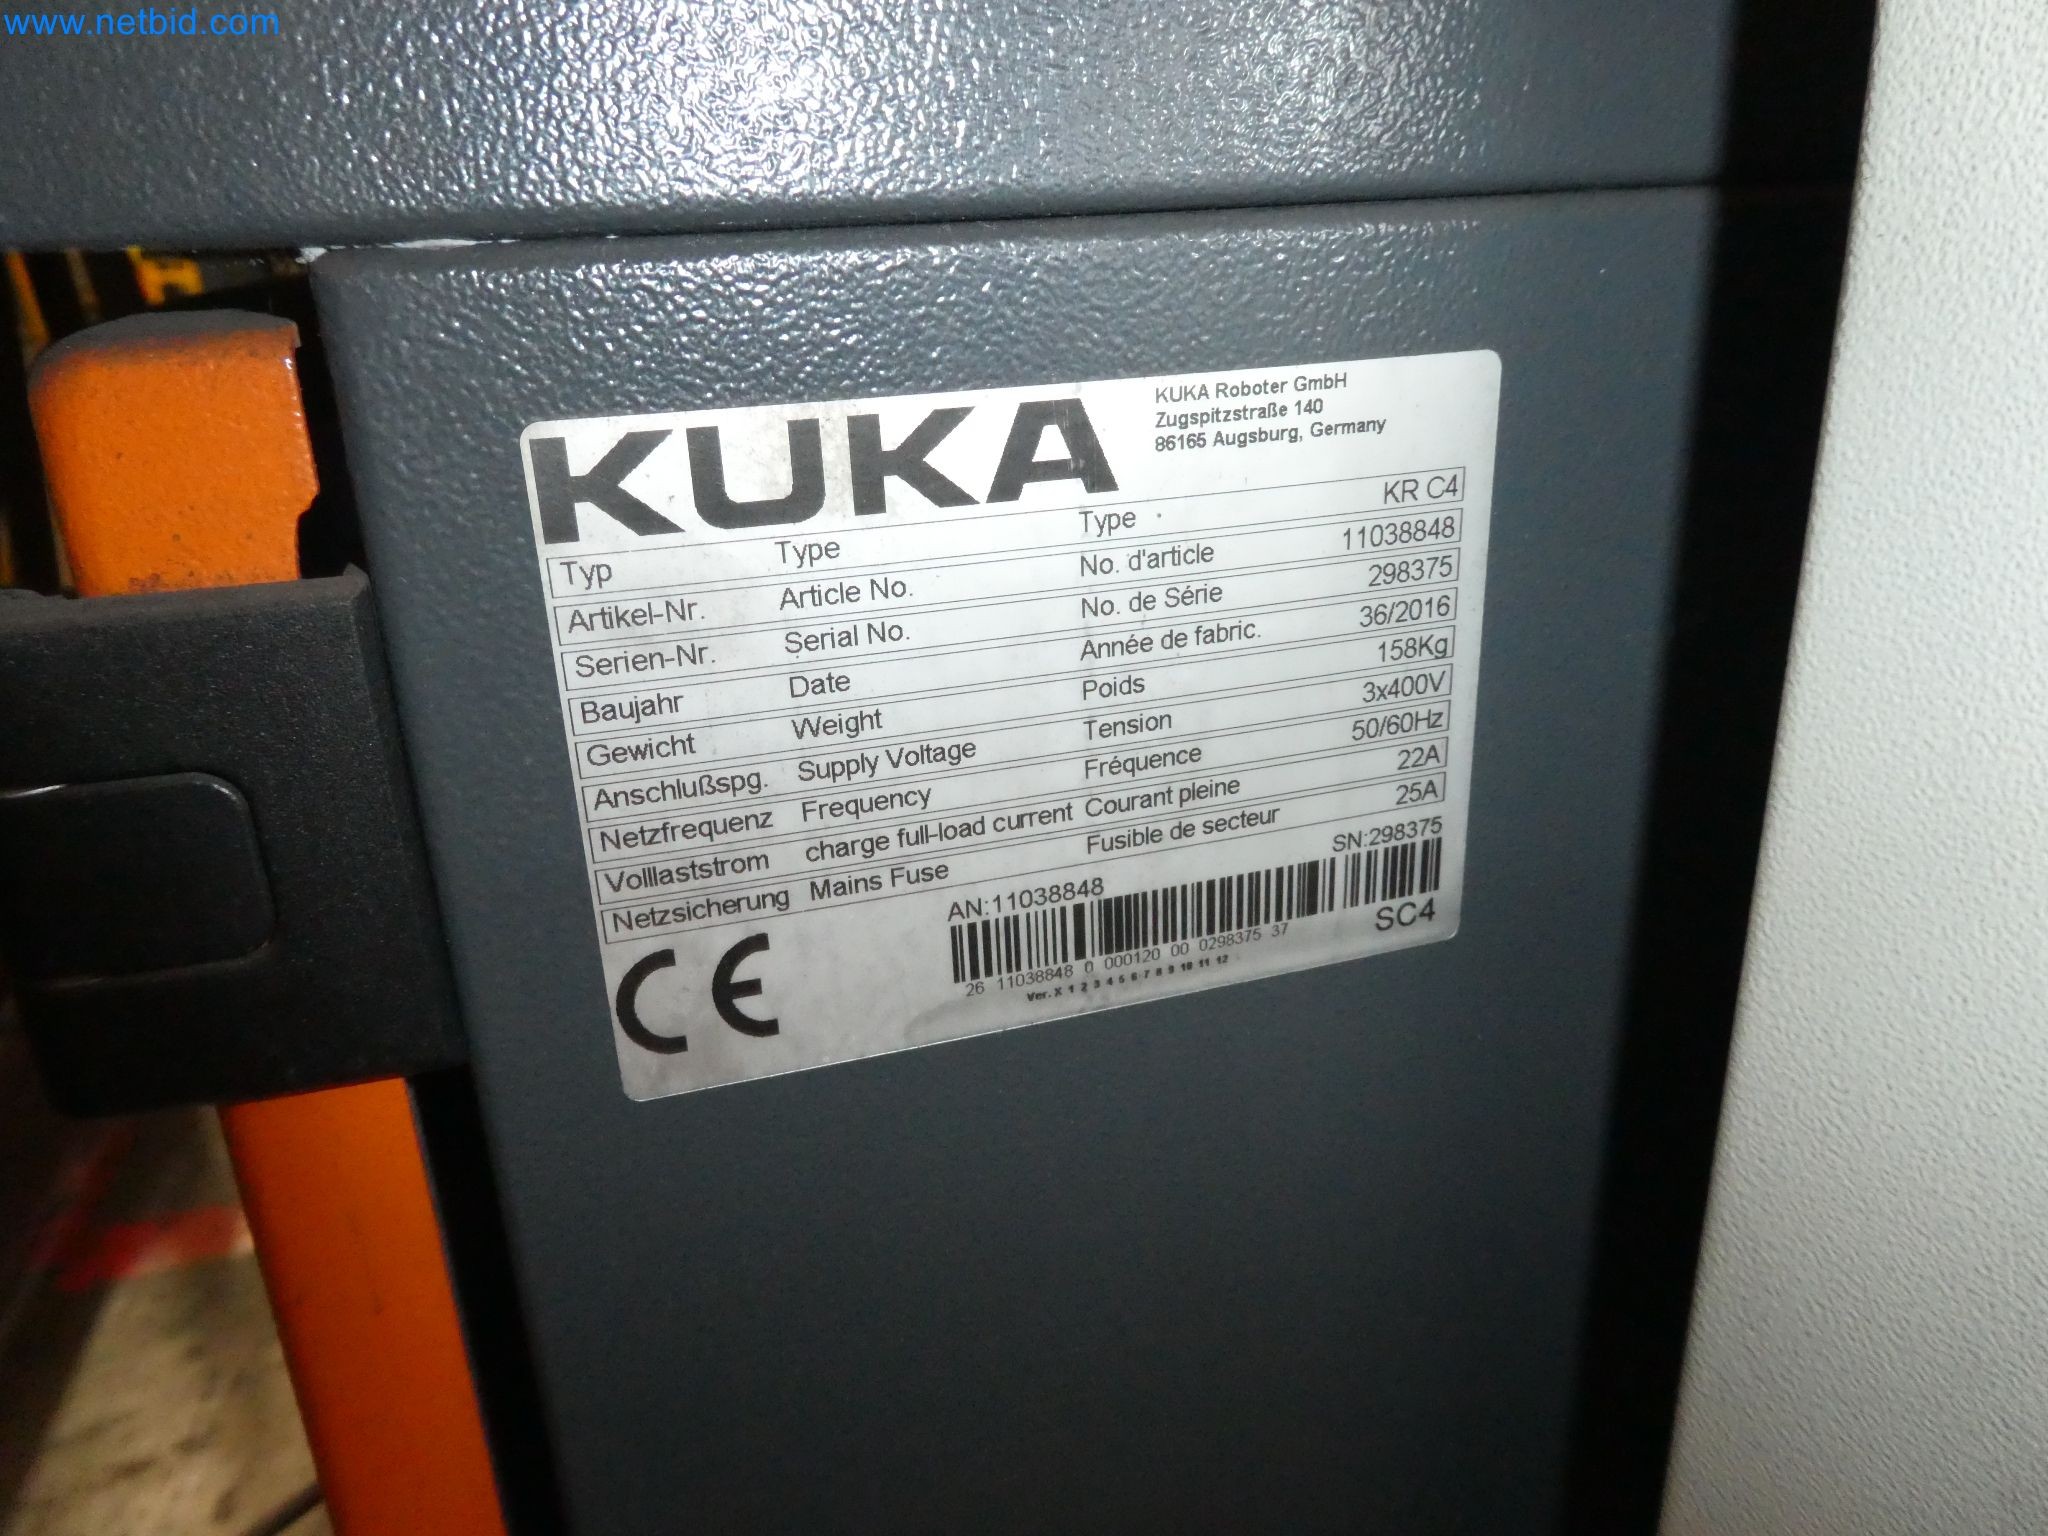 www.netbid.com
KUKA
KUKA Roboter GmbH
Zugspitzstraße 140
86165 Augsburg, Germany
Typ Type Type KR C4
Artikel-Nr. Article No. No. d'article 11038848
Serien-Nr. Serial No. No. de Série 298375
Baujahr Date Année de fabric. 36/2016
Gewicht Weight Poids 158Kg
Anschlußspg. Supply Voltage Tension 3x400V
Netzfrequenz Frequency Fréquence 50/60Hz
Volllaststrom charge full-load current Courant pleine 22A
Netzsicherung Mains Fuse Fusible de secteur 25A
AN:11038848 SN:298375
26 11038848 0 000120 00 0298375 37
SC4
Ver. X 1 2 3 4 5 6 7 8 9 10 11 12
CE